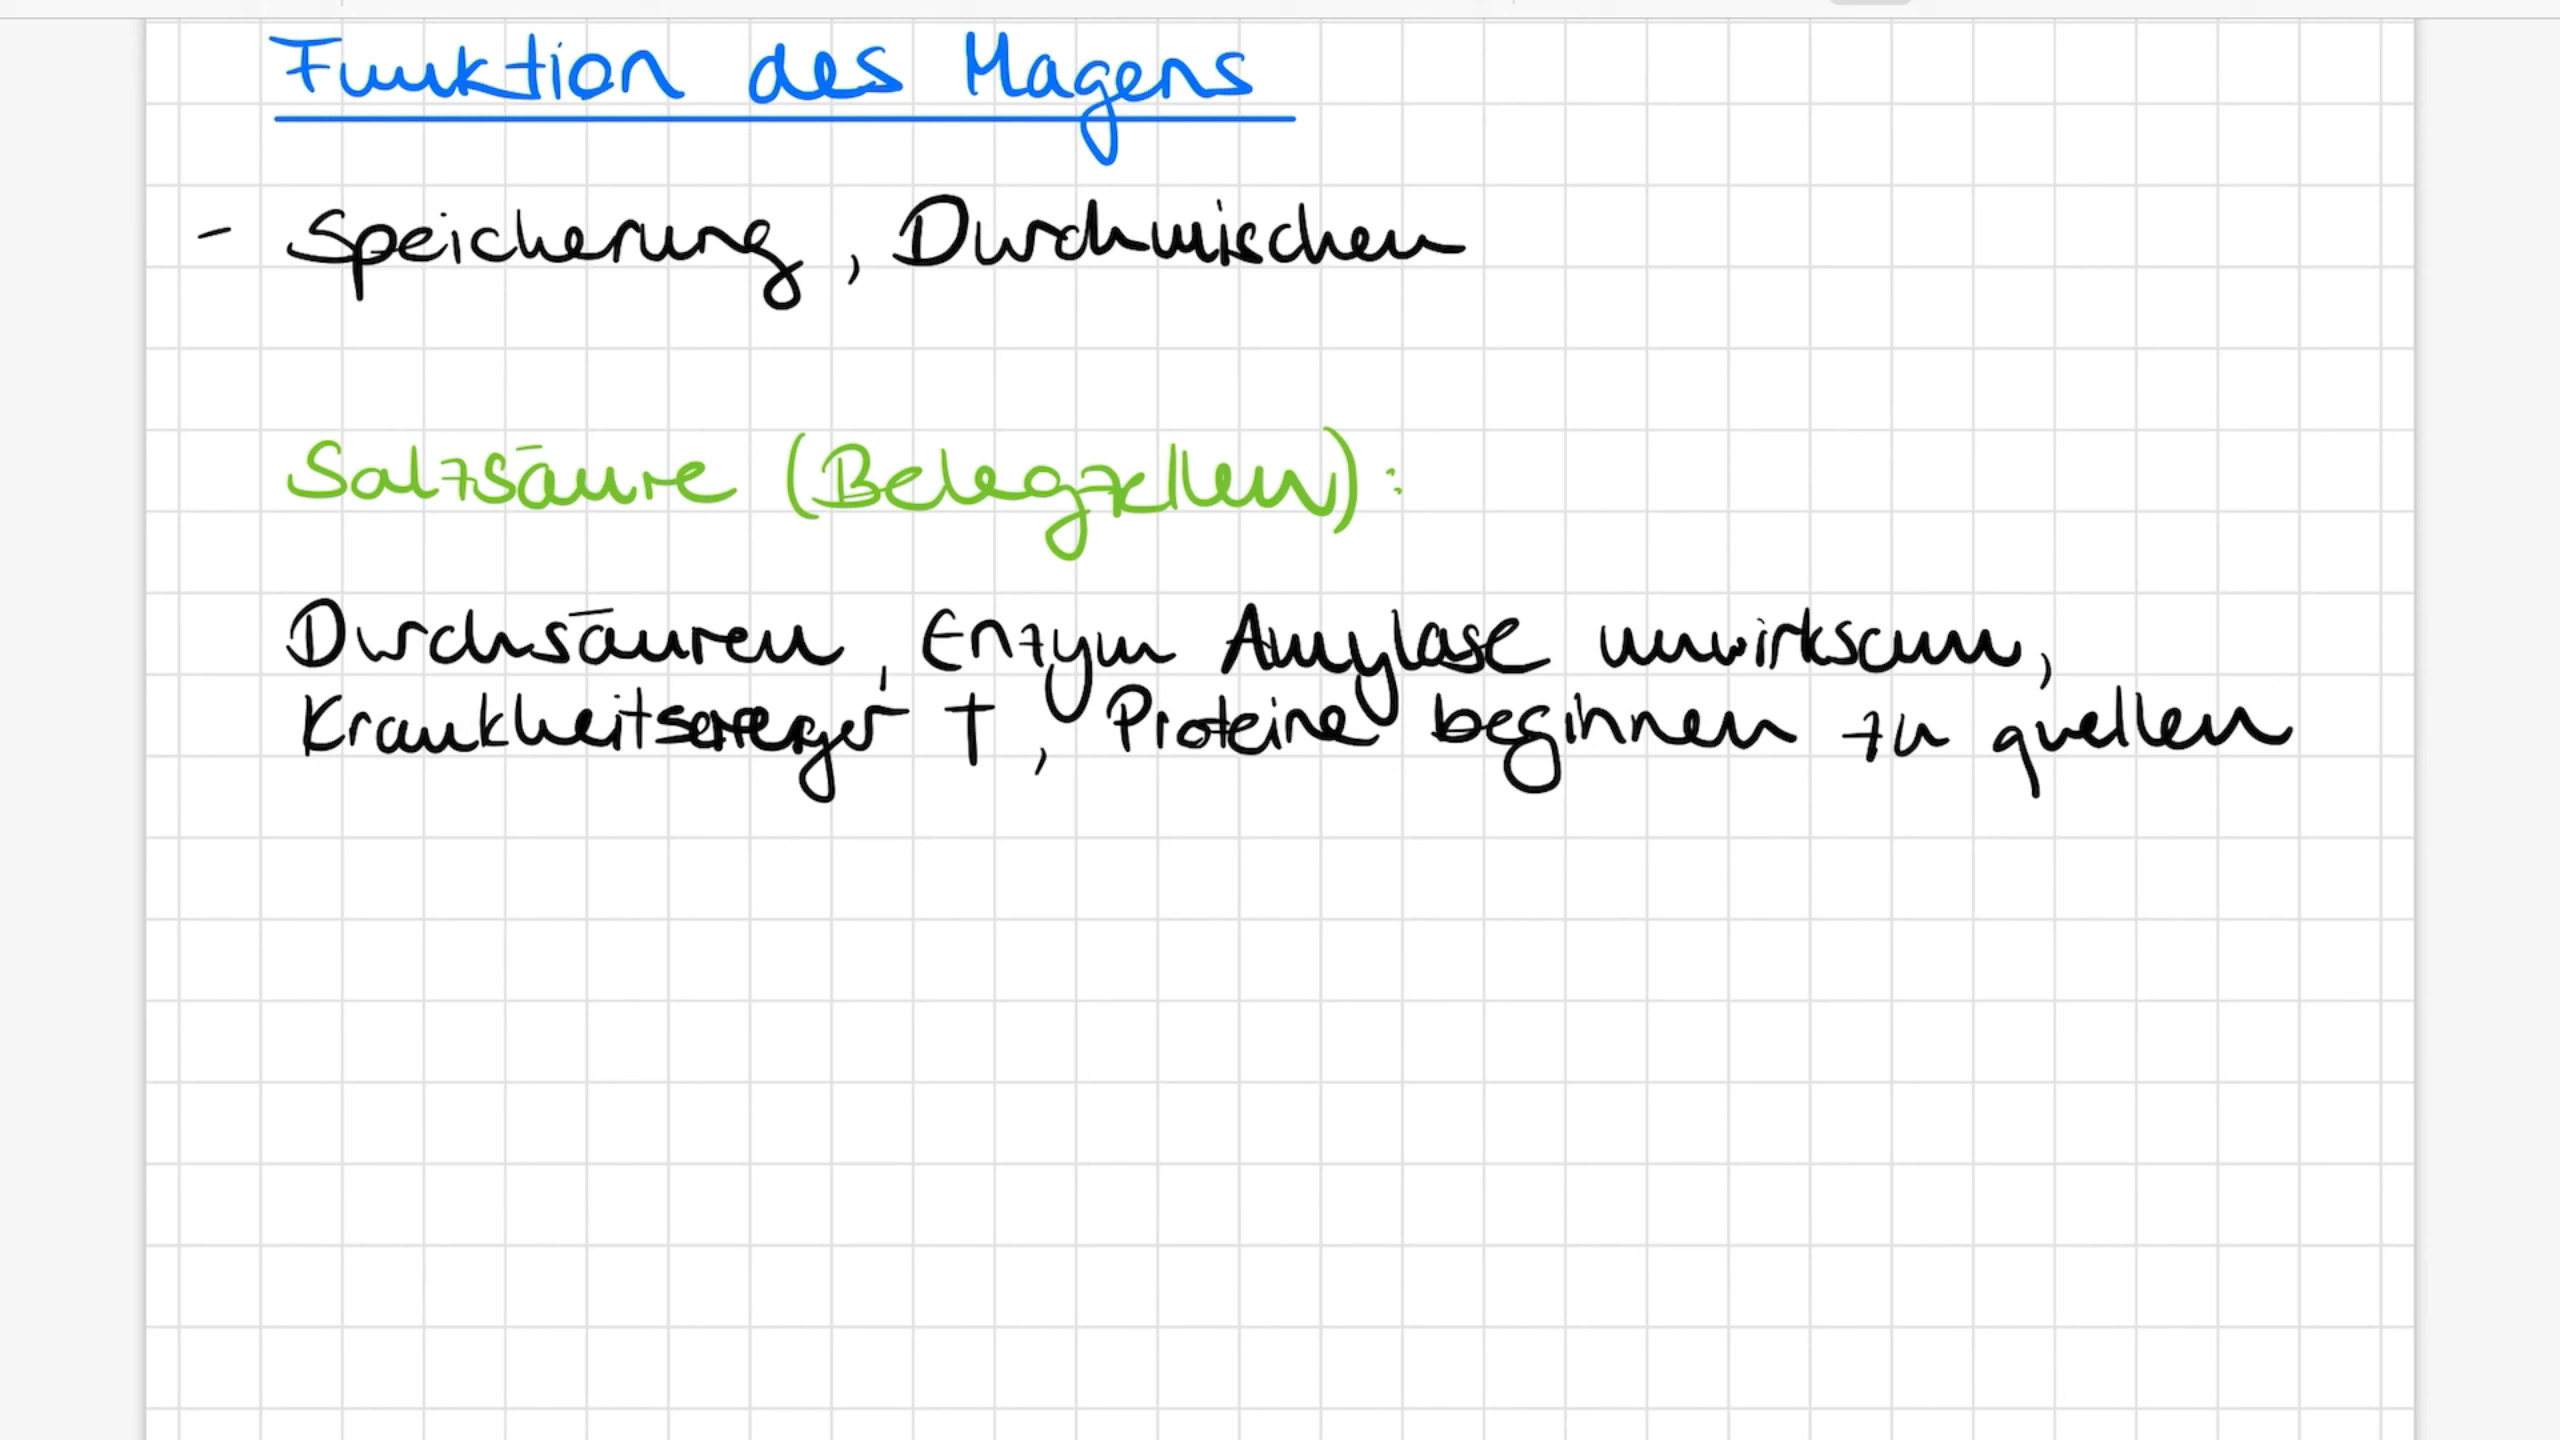 Funktion des Magens
- Speicherung, Durchmischen
Salzsäure (Belegzellen):
Durchsäuren, Enzym Amylase unwirksam,
Krankheitserreger †, Proteine beginnen zu quellen